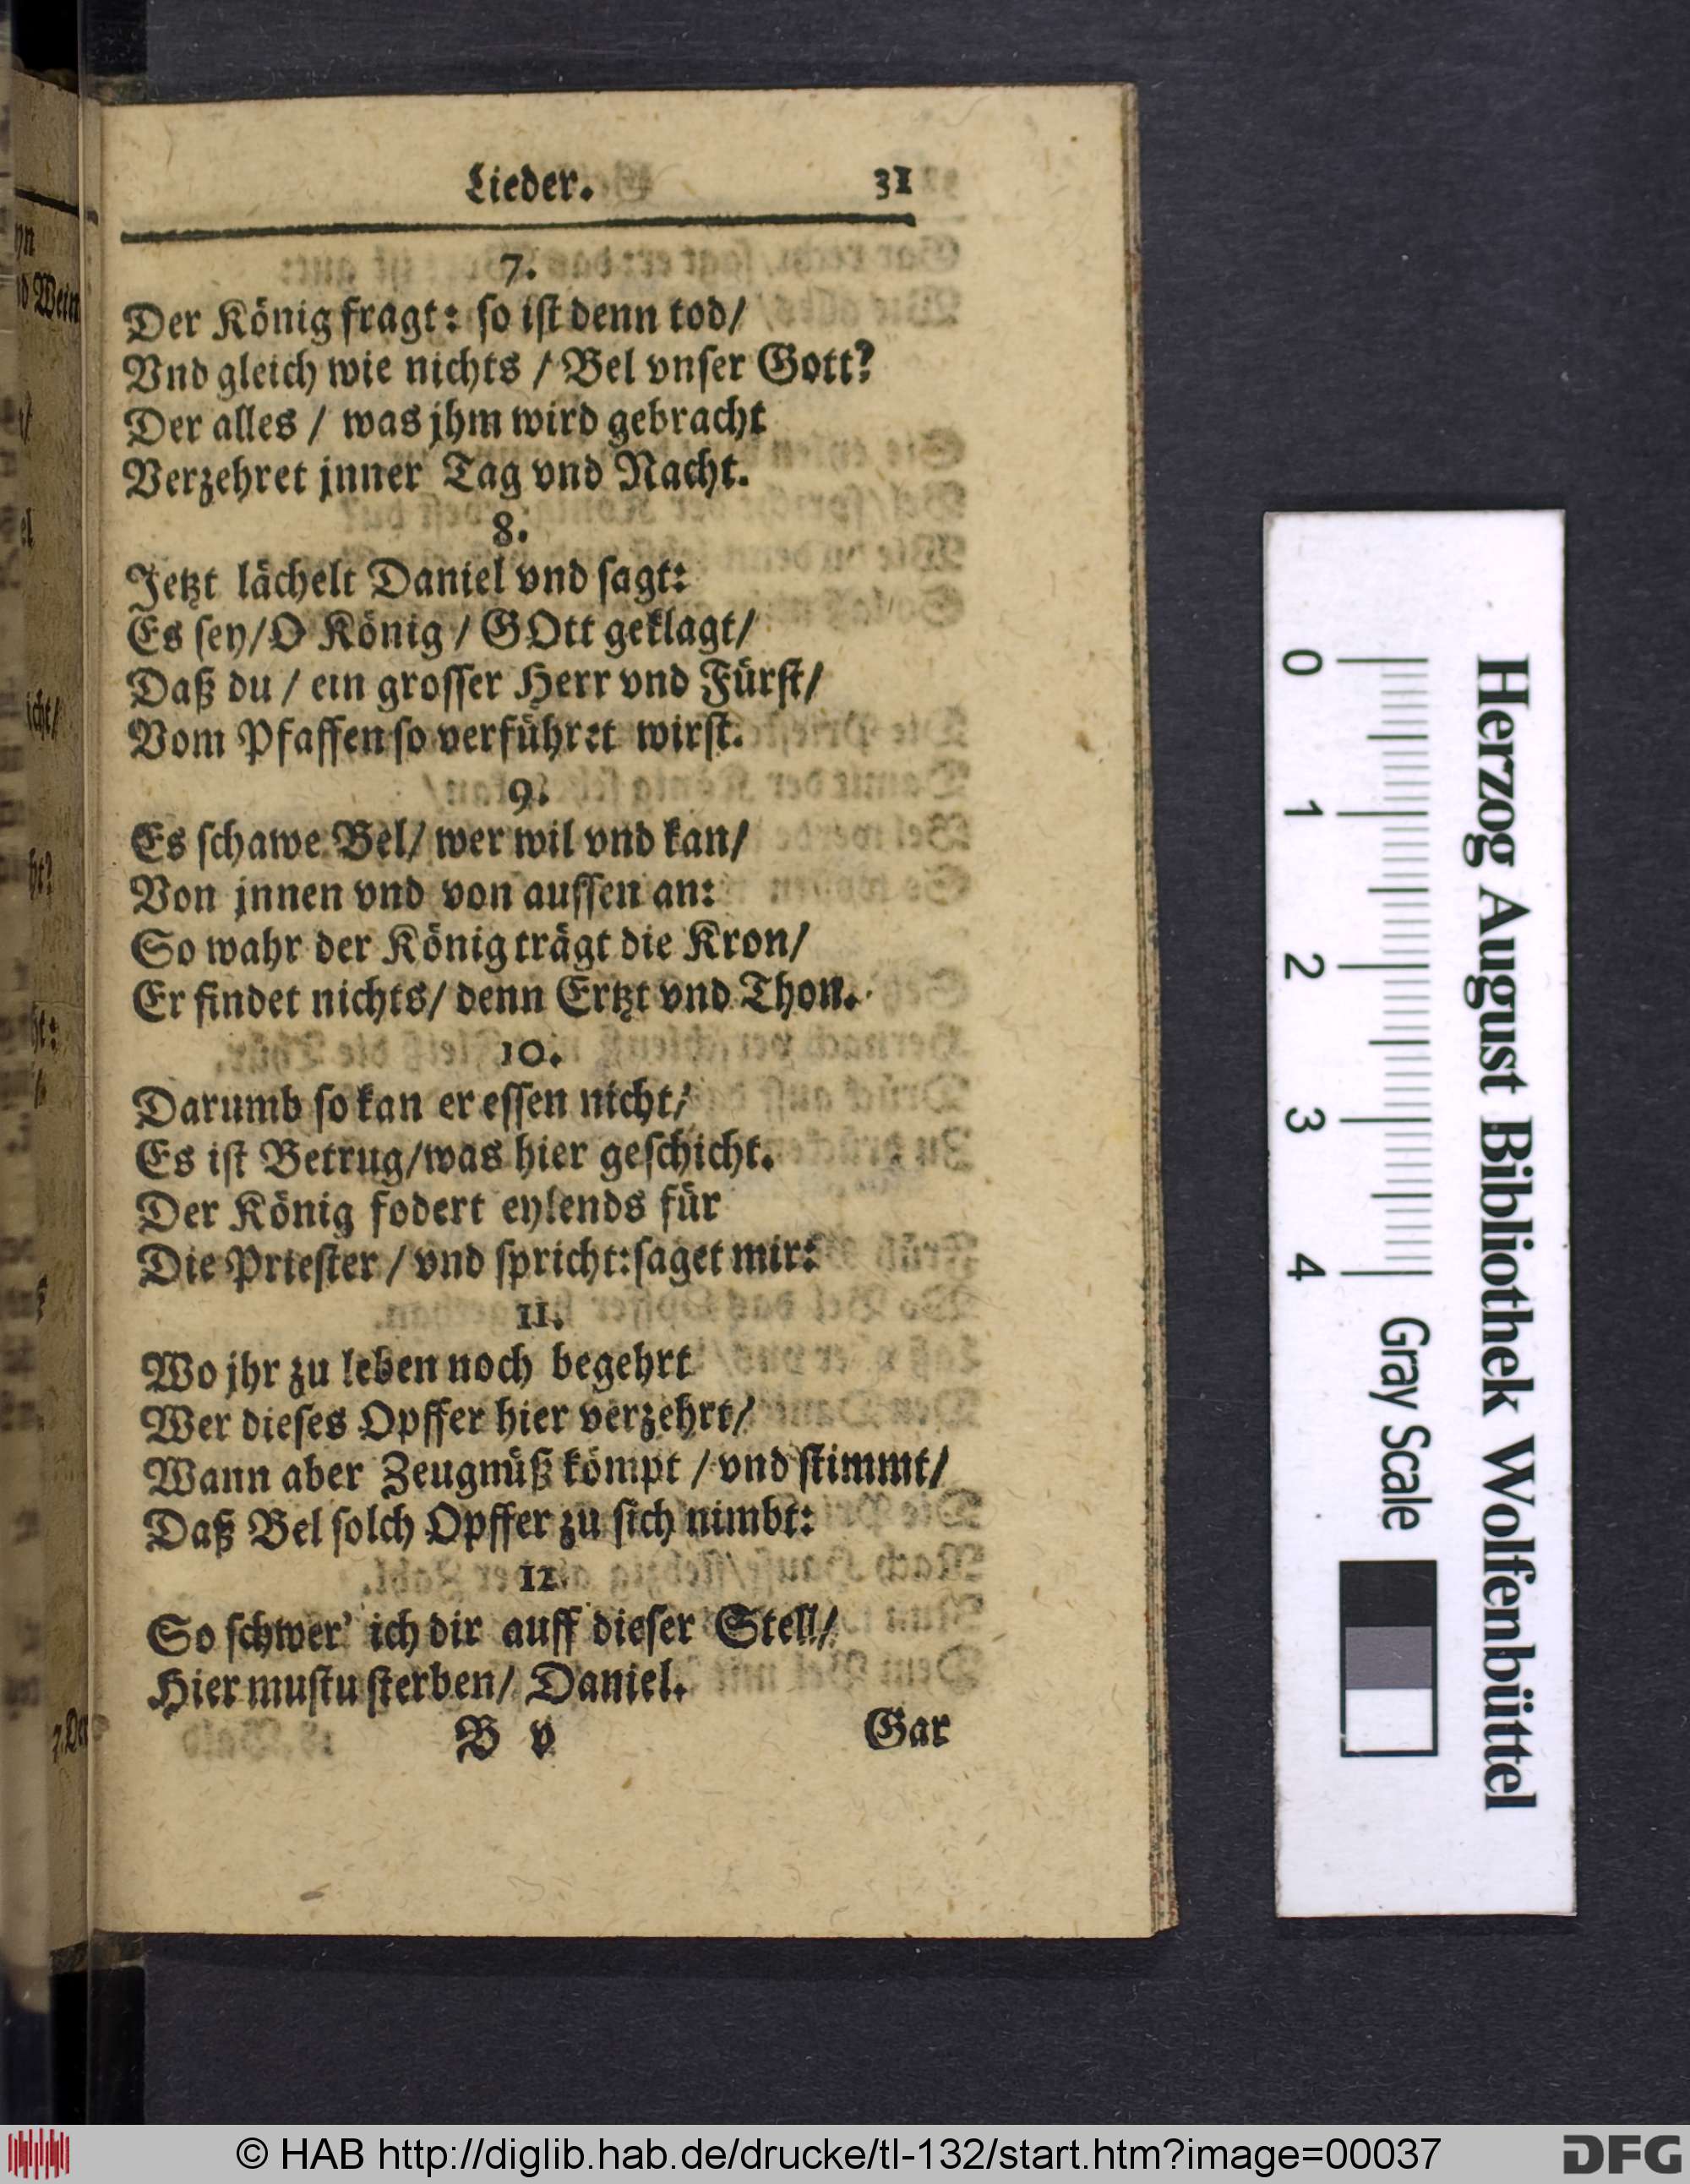 Lieder. 31
7.
Der König fragt: so ist denn tod/
Vnd gleich wie nichts / Bel vnser Gott?
Der alles / was jhm wird gebracht
Verzehret jnner Tag vnd Nacht.
8.
Jetzt lächelt Daniel vnd sagt:
Es sey/O König / GOtt geklagt/
Daß du / ein grosser Herr vnd Fürst/
Vom Pfaffen so verführet wirst.
9.
Es schawe Bel/ wer wil vnd kan/
Von jnnen vnd von aussen an:
So wahr der König trägt die Kron/
Er findet nichts/ denn Ertzt vnd Thon.
10.
Darumb so kan er essen nicht/
Es ist Betrug/was hier geschicht.
Der König fodert eylends für
Die Priester / vnd spricht:saget mir:
11.
Wo jhr zu leben noch begehrt
Wer dieses Opffer hier verzehrt/
Wann aber Zeugnüß kömpt / vnd stimmt/
Daß Bel solch Opffer zu sich nimbt:
12.
So schwer' ich dir auff dieser Stell/
Hier mustu sterben/ Daniel.
B v Gar
Herzog August Bibliothek Wolfenbüttel
0 1 2 3 4 Gray Scale
© HAB http://diglib.hab.de/drucke/tl-132/start.htm?image=00037
DFG